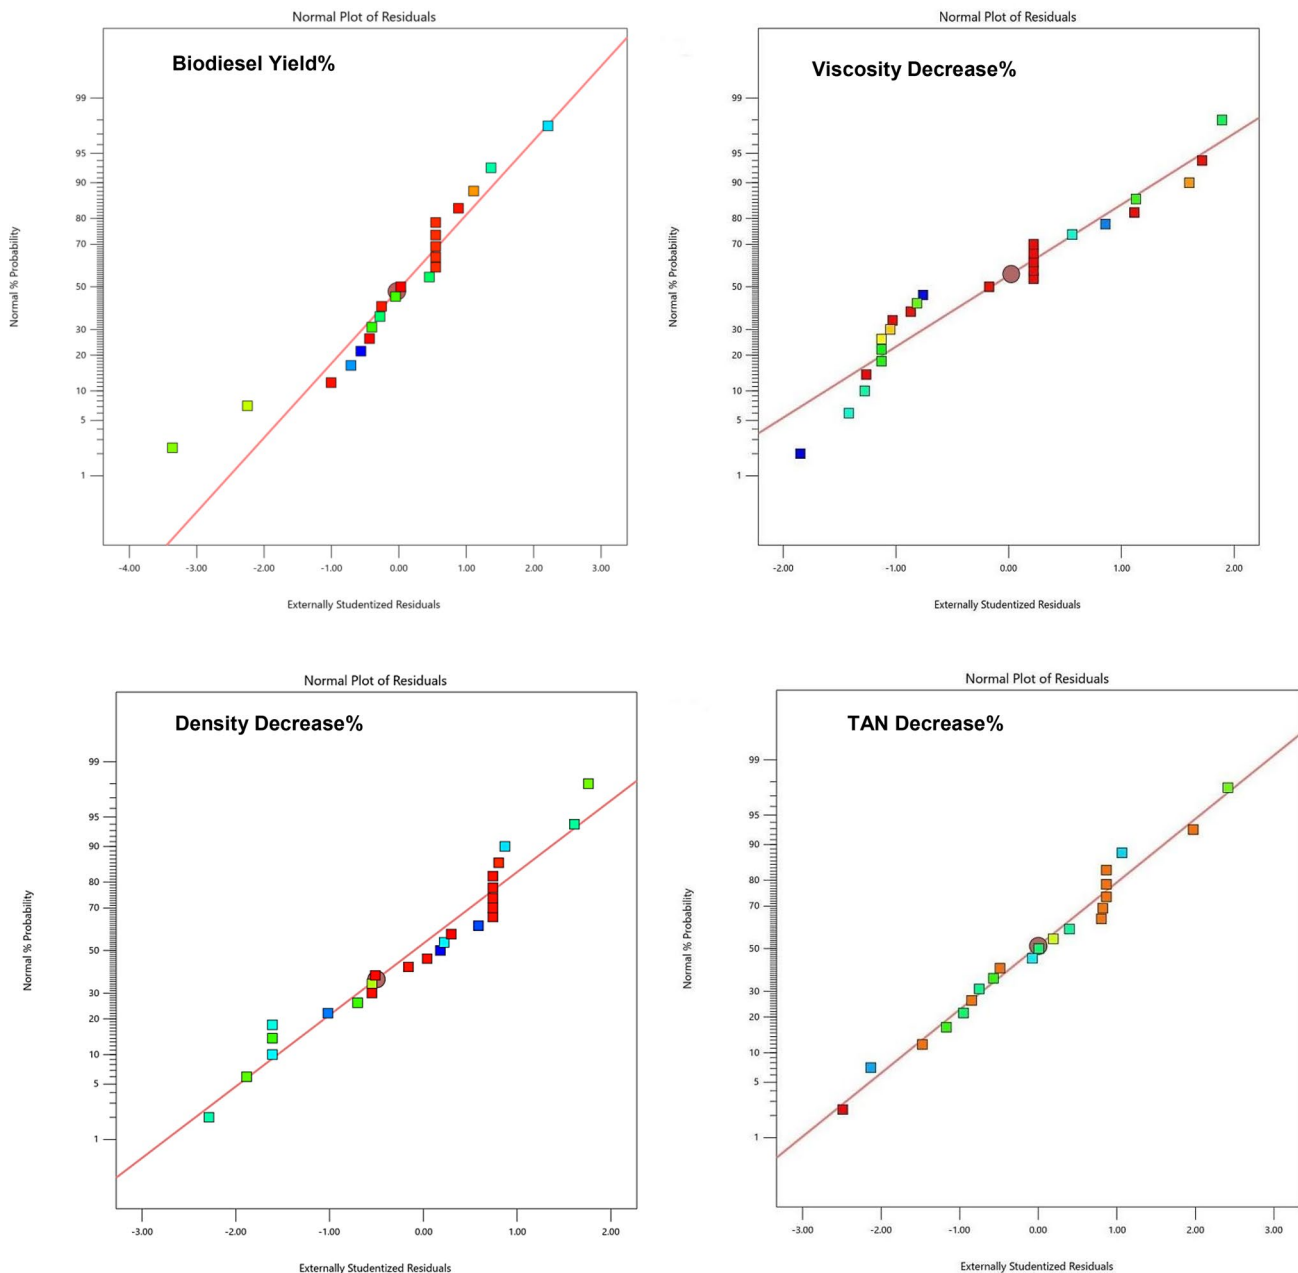 Normal Plot of Residuals
Biodiesel Yield%
99
95
90
80
70
50
30
20
10
5
1
Normal % Probability
-4.00 -3.00 -2.00 -1.00 0.00 1.00 2.00 3.00
Externally Studentized Residuals
Normal Plot of Residuals
Viscosity Decrease%
99
95
90
80
70
50
30
20
10
5
1
Normal % Probability
-2.00 -1.00 0.00 1.00 2.00
Externally Studentized Residuals
Normal Plot of Residuals
Density Decrease%
99
95
90
80
70
50
30
20
10
5
1
Normal % Probability
-3.00 -2.00 -1.00 0.00 1.00 2.00
Externally Studentized Residuals
Normal Plot of Residuals
TAN Decrease%
99
95
90
80
70
50
30
20
10
5
1
Normal % Probability
-3.00 -2.00 -1.00 0.00 1.00 2.00 3.00
Externally Studentized Residuals